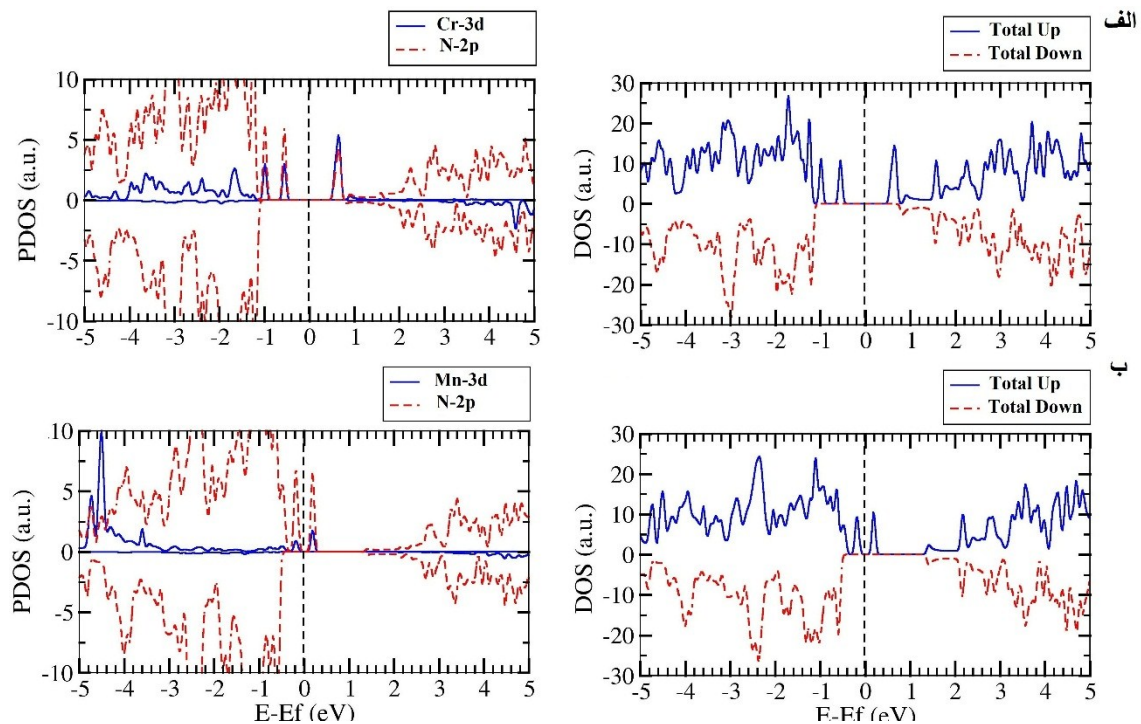 Cr-3d
N-2p
10
5
0
-5
-10
PDOS (a.u.)
-5 -4 -3 -2 -1 0 1 2 3 4 5
الف
Total Up
Total Down
30
20
10
0
-10
-20
-30
DOS (a.u.)
-5 -4 -3 -2 -1 0 1 2 3 4 5
Mn-3d
N-2p
10
5
0
-5
-10
PDOS (a.u.)
-5 -4 -3 -2 -1 0 1 2 3 4 5
E-Ef (eV)
ب
Total Up
Total Down
30
20
10
0
-10
-20
-30
DOS (a.u.)
-5 -4 -3 -2 -1 0 1 2 3 4 5
E-Ef (eV)